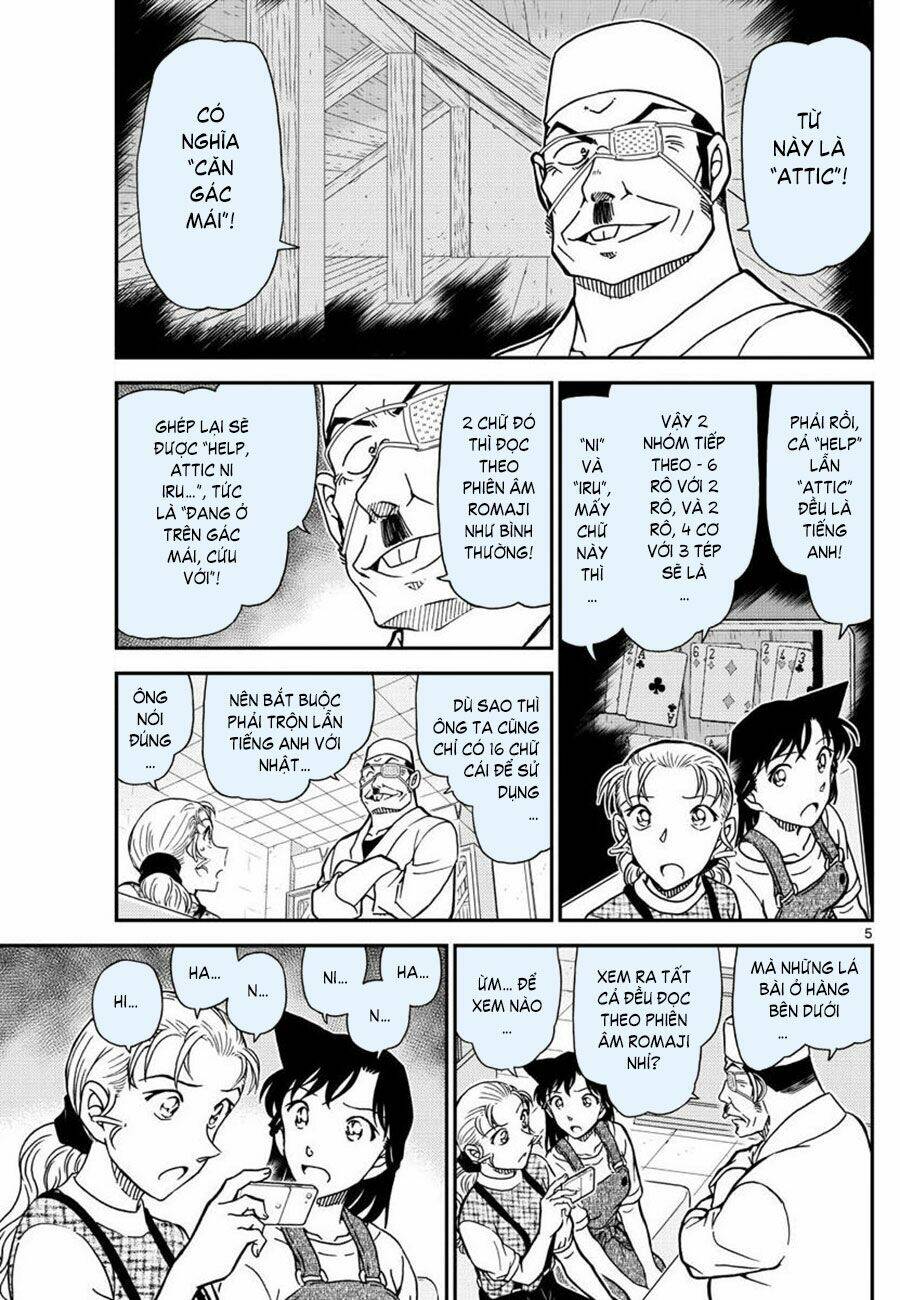 TỪ
NÀY LÀ
"ATTIC"!
CÓ
NGHĨA
"CĂN
GÁC
MÁI"!
PHẢI RỒI,
CẢ "HELP"
LẪN
"ATTIC"
ĐỀU LÀ
TIẾNG
ANH!
VẬY 2
NHÓM TIẾP
THEO - 6
RÔ VỚI 2
RÔ, VÀ 2
RÔ, 4 CƠ
VỚI 3 TÉP
SẼ LÀ
...
"NI"
VÀ
"IRU",
MẤY
CHỮ
NÀY THÌ
...
2 A
A
6 2
2 4 3
2 CHỮ ĐÓ
THÌ ĐỌC
THEO
PHIÊN ÂM
ROMAJI
NHƯ BÌNH
THƯỜNG!
GHÉP LẠI SẼ
ĐƯỢC "HELP,
ATTIC NI
IRU...", TỨC
LÀ "ĐANG Ở
TRÊN GÁC
MÁI, CỨU
VỚI"!
DÙ SAO THÌ
ÔNG TA CŨNG
CHỈ CÓ 16 CHỮ
CÁI ĐỂ SỬ
DỤNG
...
NÊN BẮT BUỘC
PHẢI TRỘN LẪN
TIẾNG ANH VỚI
NHẬT...
ÔNG
NÓI
ĐÚNG
...
5
MÀ NHỮNG LÁ
BÀI Ở HÀNG
BÊN DƯỚI
...
XEM RA TẤT
CẢ ĐỀU ĐỌC
THEO PHIÊN
ÂM ROMAJI
NHỈ?
ỪM... ĐỂ
XEM NÀO
...
HA...
N...
NI...
N...
HA...
HI...